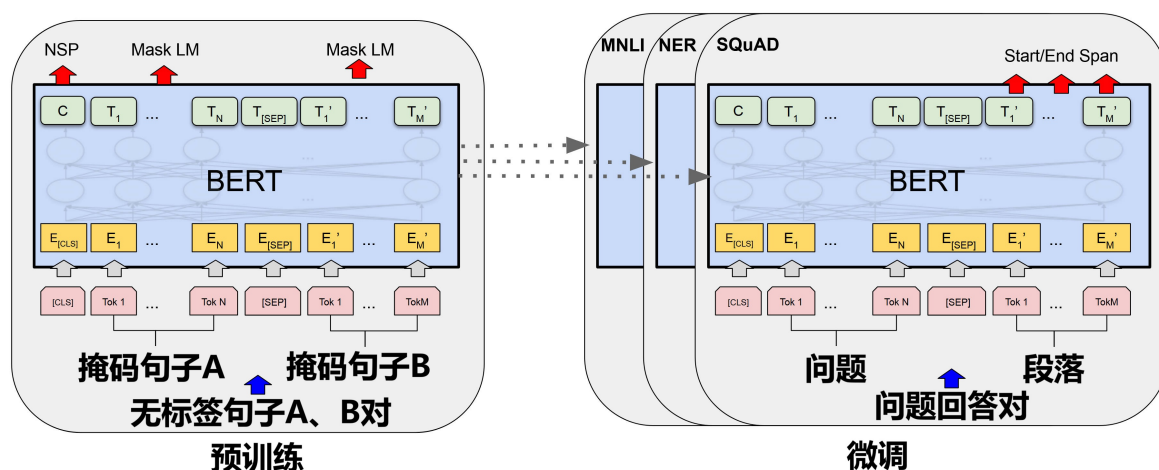 NSP Mask LM Mask LM
C T1 ... TN T[SEP] T1' ... TM'
...
BERT
E[CLS] E1 ... EN E[SEP] E1' ... EM'
[CLS] Tok 1 ... Tok N [SEP] Tok 1 ... TokM
掩码句子A 掩码句子B
无标签句子A、B对
预训练
MNLI NER SQuAD
Start/End Span
C T1 ... TN T[SEP] T1' ... TM'
...
BERT
E[CLS] E1 ... EN E[SEP] E1' ... EM'
[CLS] Tok 1 ... Tok N [SEP] Tok 1 ... TokM
问题 段落
问题回答对
微调